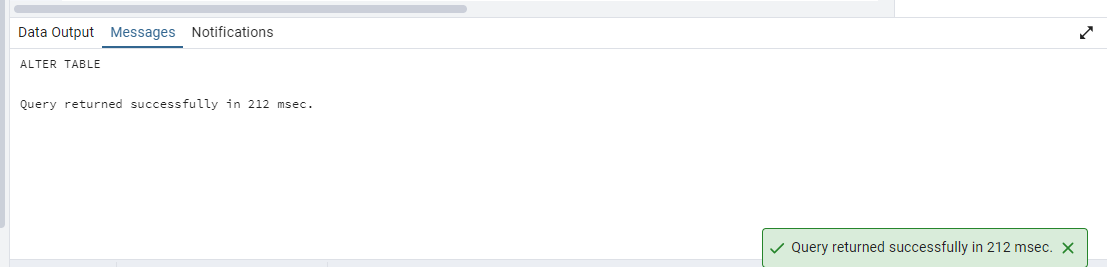 Data Output Messages Notifications
ALTER TABLE
Query returned successfully in 212 msec.
Query returned successfully in 212 msec.